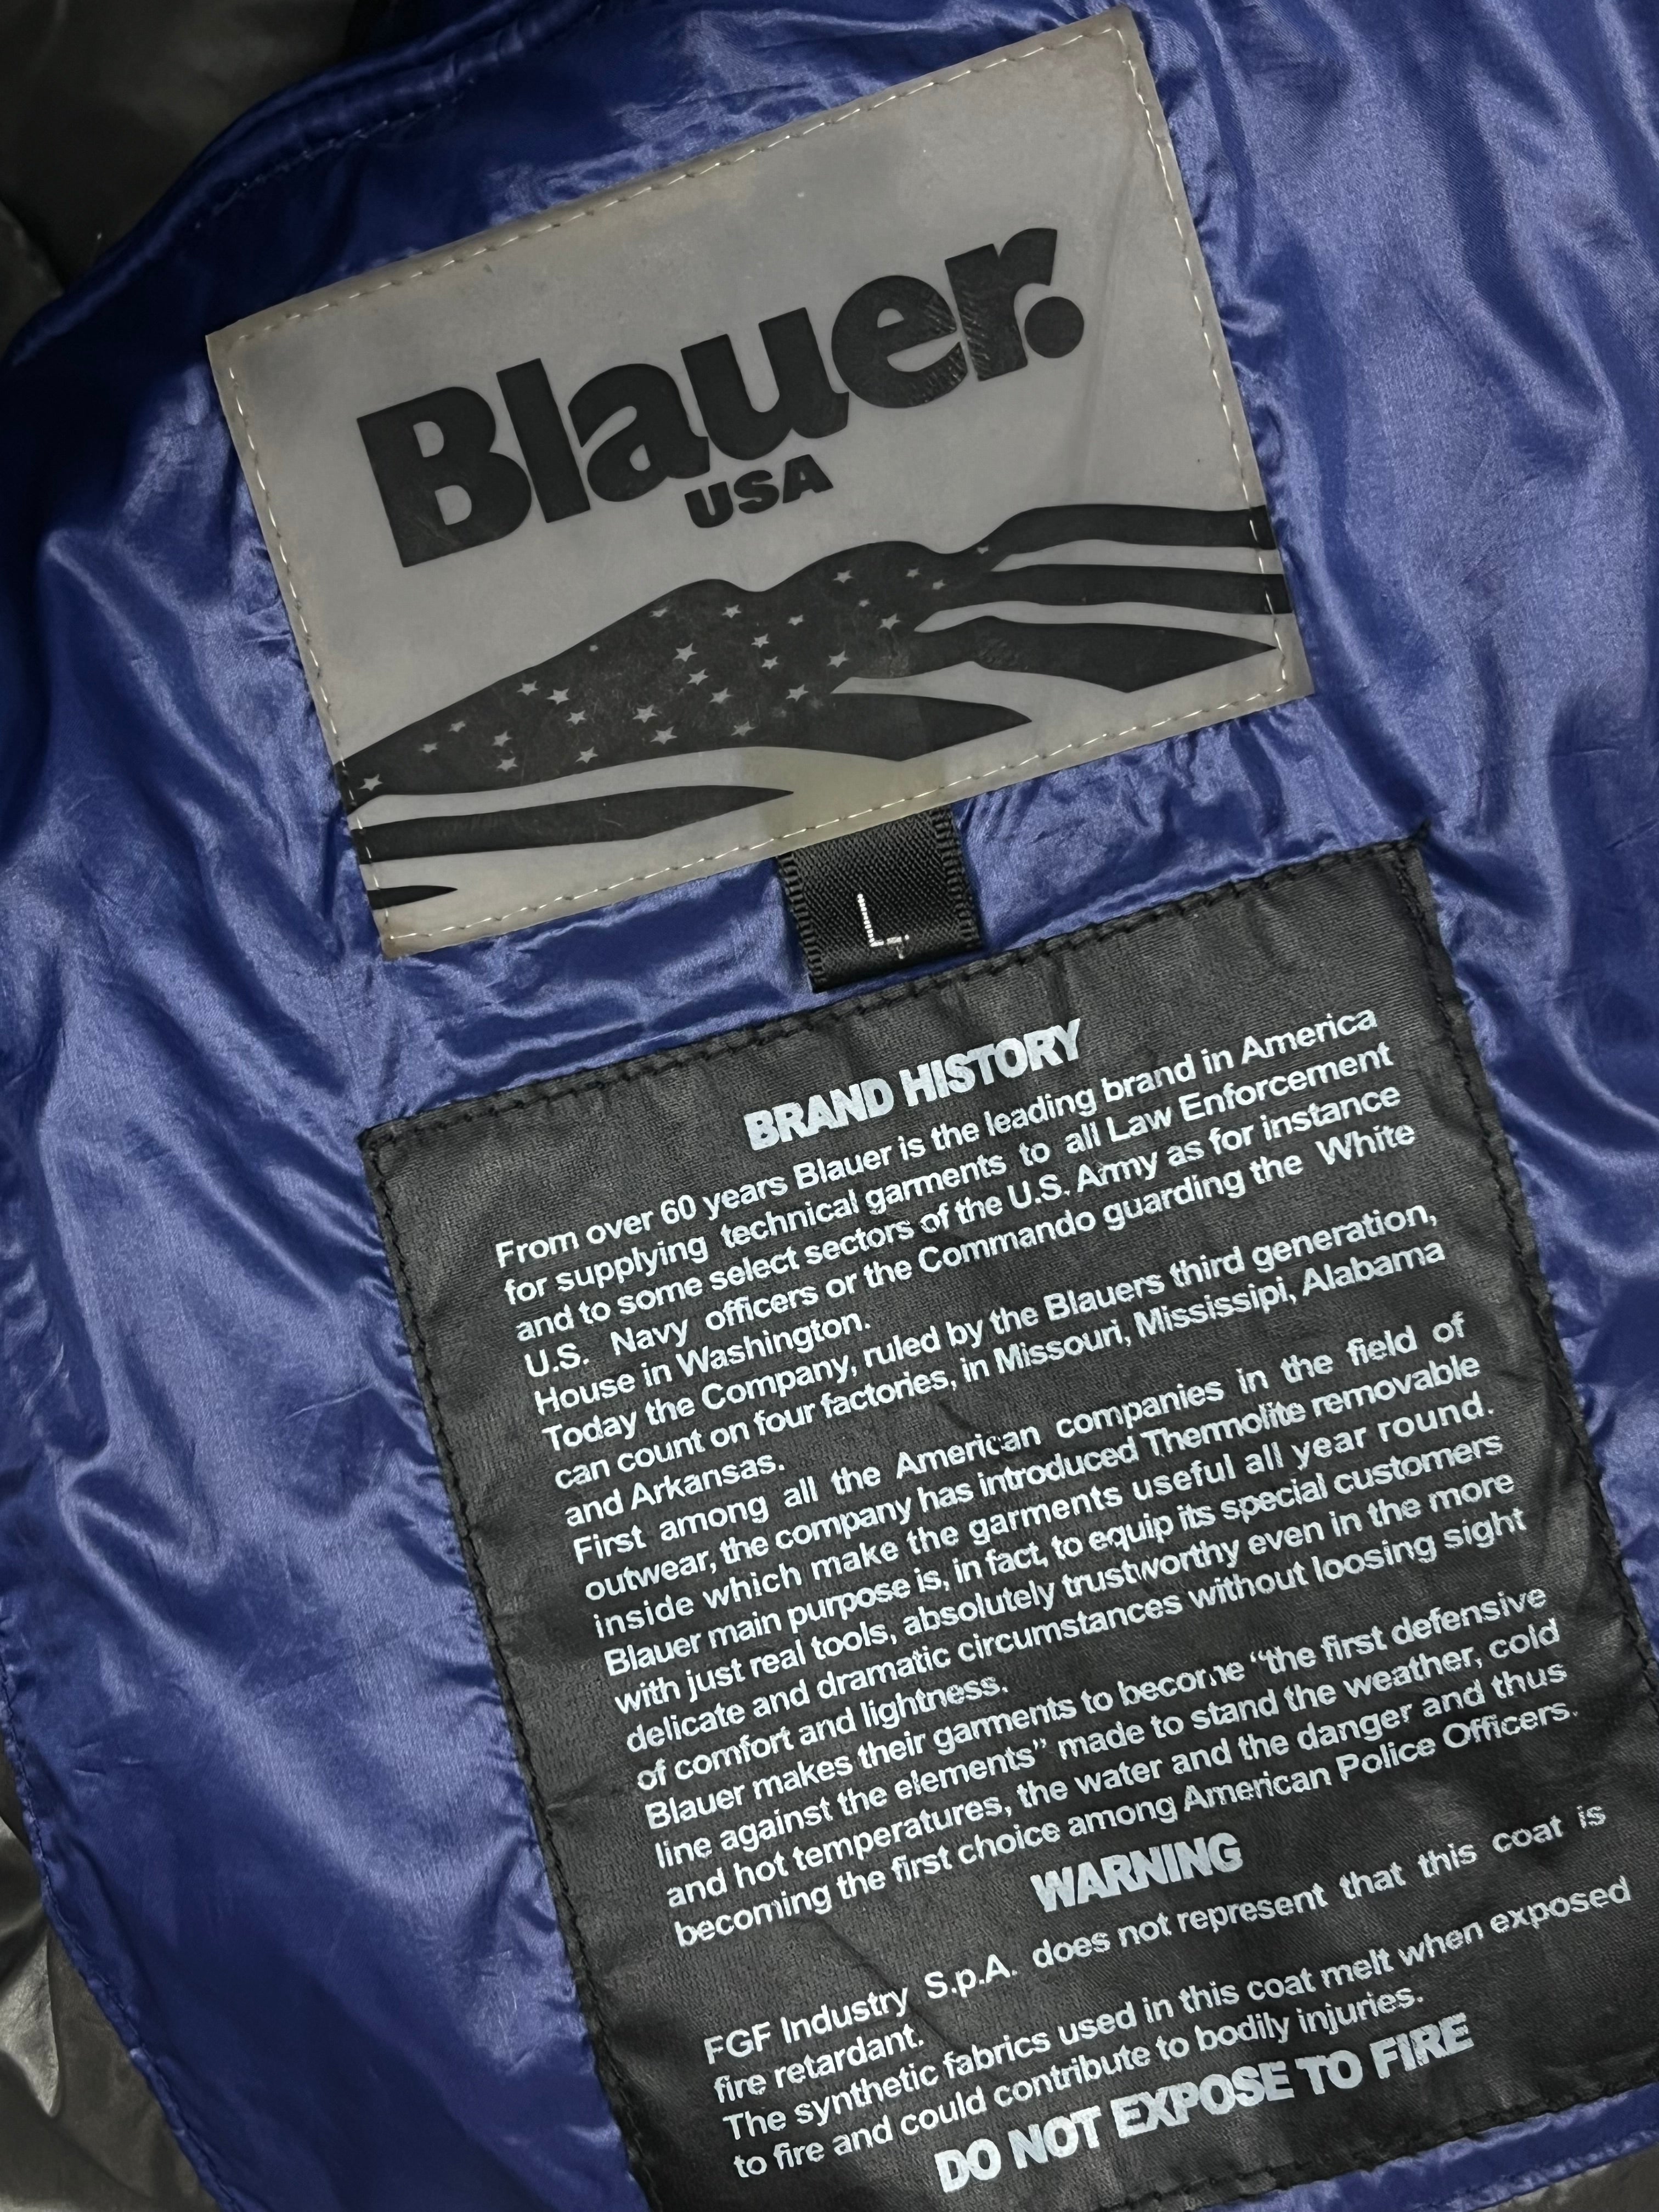 Blauer.
USA
L
BRAND HISTORY
From over 60 years Blauer is the leading brand in America
for supplying technical garments to all Law Enforcement
and to some select sectors of the U.S. Army as for instance
U.S. Navy officers or the Commando guarding the White
House in Washington.
Today the Company, ruled by the Blauers third generation,
can count on four factories, in Missouri, Mississipi, Alabama
and Arkansas.
First among all the American companies in the field of
outwear, the company has introduced Thermolite removable
inside which make the garments useful all year round.
Blauer main purpose is, in fact, to equip its special customers
with just real tools, absolutely trustworthy even in the more
delicate and dramatic circumstances without loosing sight
of comfort and lightness.
Blauer makes their garments to become “the first defensive
line against the elements” made to stand the weather, cold
and hot temperatures, the water and the danger and thus
becoming the first choice among American Police Officers.
WARNING
FGF Industry S.p.A. does not represent that this coat is
fire retardant.
The synthetic fabrics used in this coat melt when exposed
to fire and could contribute to bodily injuries.
DO NOT EXPOSE TO FIRE